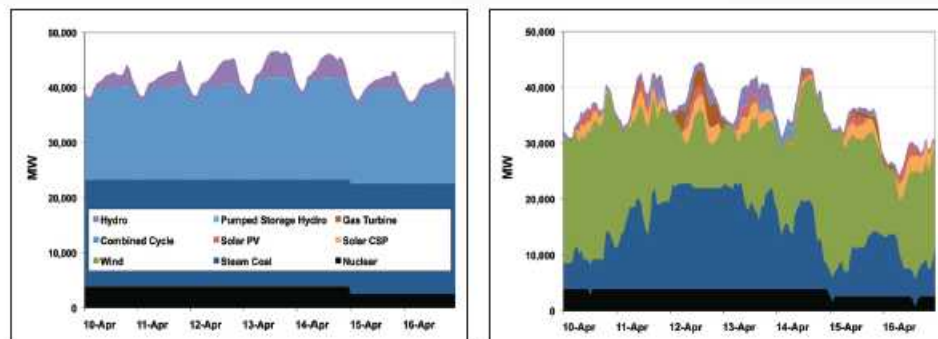 50,000
40,000
30,000
20,000
10,000
0
MW
Hydro
Pumped Storage Hydro
Gas Turbine
Combined Cycle
Solar PV
Solar CSP
Wind
Steam Coal
Nuclear
10-Apr 11-Apr 12-Apr 13-Apr 14-Apr 15-Apr 16-Apr
50,000
40,000
30,000
20,000
10,000
0
MW
10-Apr 11-Apr 12-Apr 13-Apr 14-Apr 15-Apr 16-Apr